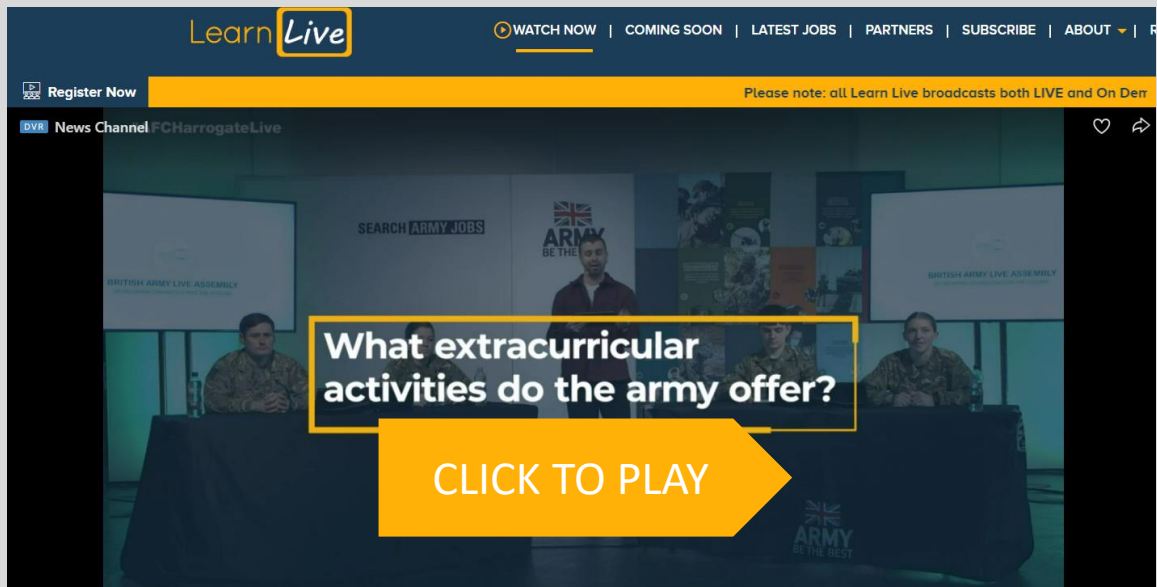 Learn Live
WATCH NOW | COMING SOON | LATEST JOBS | PARTNERS | SUBSCRIBE | ABOUT | R
Register Now
Please note: all Learn Live broadcasts both LIVE and On Dem
DVR News Channel FCHarrogateLive
SEARCH ARMY JOBS
ARMY
BE THE
BRITISH ARMY LIVE ASSEMBLY
BRITISH ARMY LIVE ASSEMBLY
What extracurricular
activities do the army offer?
CLICK TO PLAY
ARMY
BE THE BEST